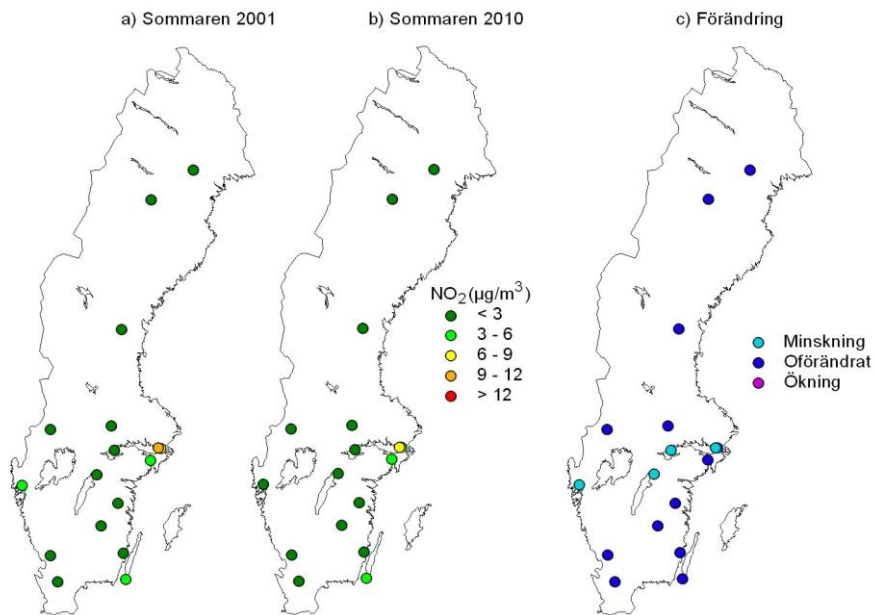 a) Sommaren 2001
b) Sommaren 2010
c) Förändring
NO2(µg/m3)
< 3
3 - 6
6 - 9
9 - 12
> 12
Minskning
Oförändrat
Ökning